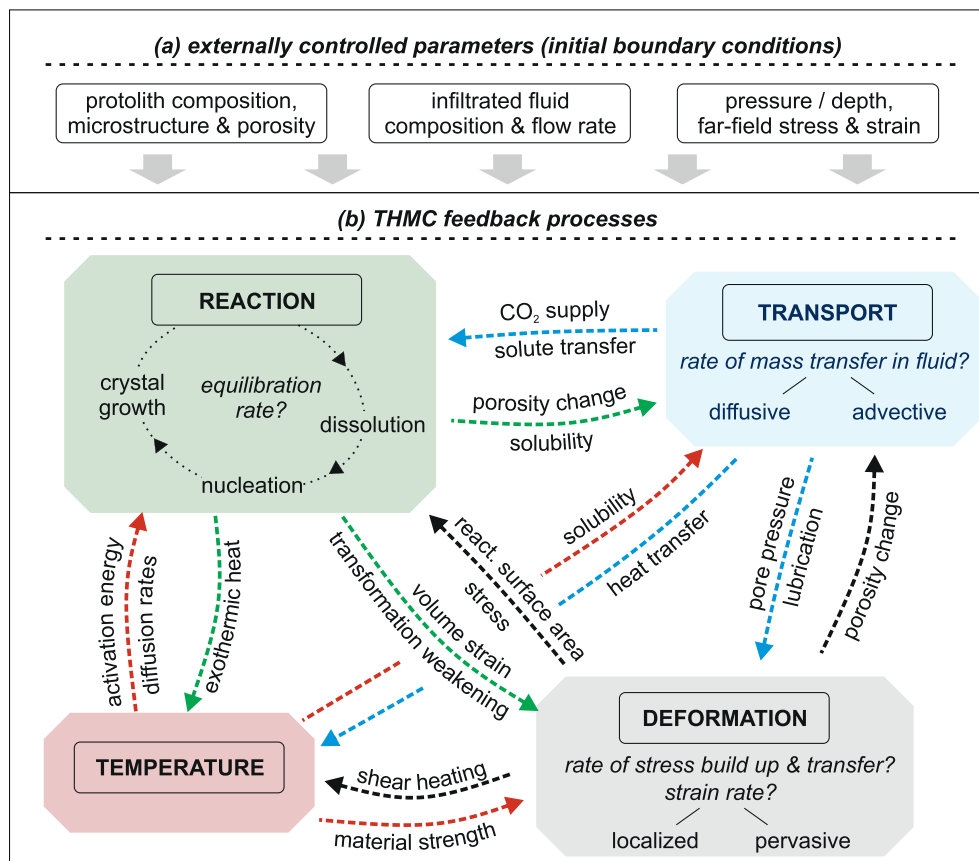 (a) externally controlled parameters (initial boundary conditions)
protolith composition,
microstructure & porosity
infiltrated fluid
composition & flow rate
pressure / depth,
far-field stress & strain
(b) THMC feedback processes
REACTION
crystal
growth
equilibration
rate?
dissolution
nucleation
CO₂ supply
solute transfer
porosity change
solubility
TRANSPORT
rate of mass transfer in fluid?
diffusive
advective
activation energy
diffusion rates
exothermic heat
transformation weakening
volume strain
react. surface area
stress
solubility
heat transfer
pore pressure
lubrication
porosity change
TEMPERATURE
shear heating
material strength
DEFORMATION
rate of stress build up & transfer?
strain rate?
localized
pervasive